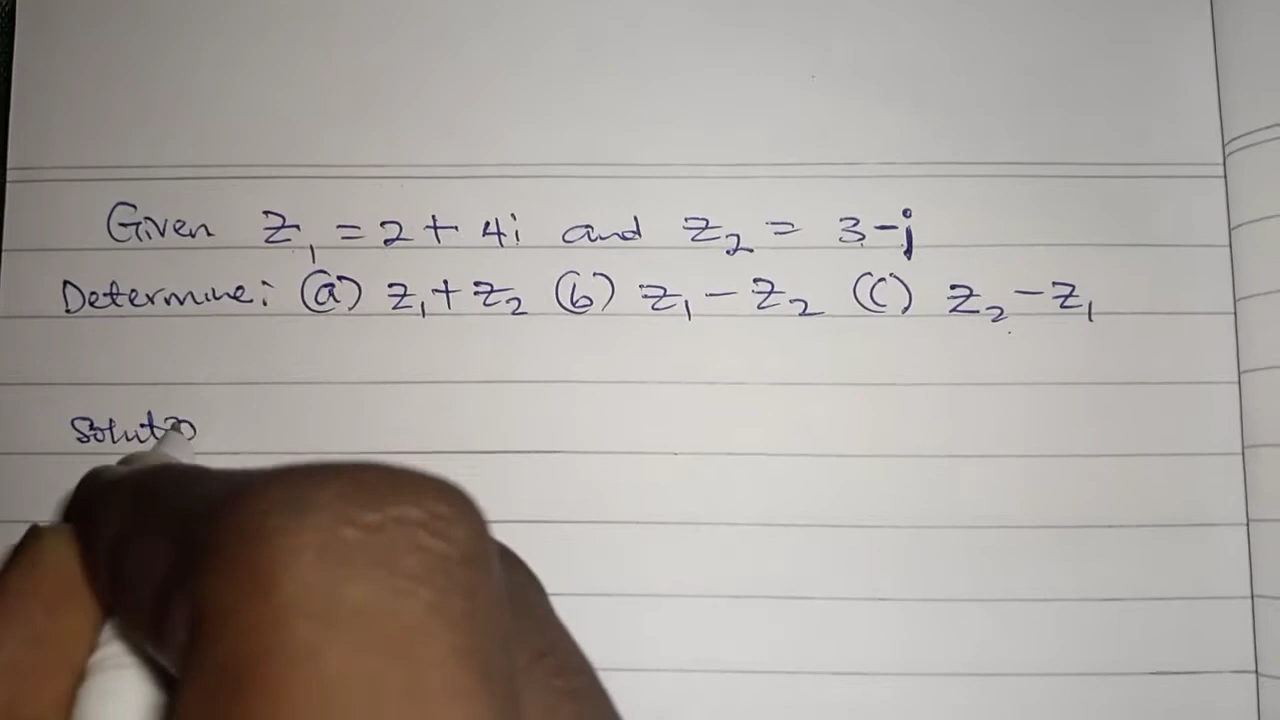 Given z₁ = 2 + 4i and z₂ = 3 - j
Determine: (a) z₁ + z₂ (b) z₁ - z₂ (c) z₂ - z₁